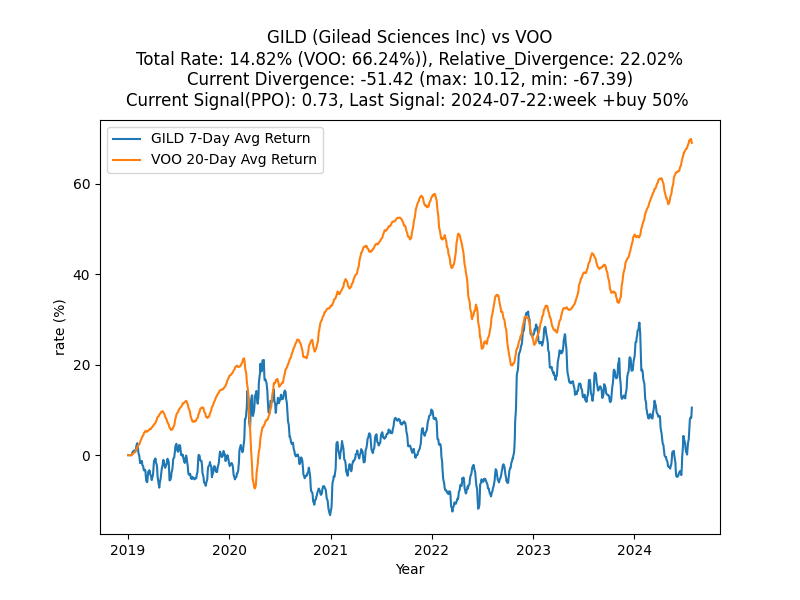 GILD (Gilead Sciences Inc) vs VOO
Total Rate: 14.82% (VOO: 66.24%)), Relative_Divergence: 22.02%
Current Divergence: -51.42 (max: 10.12, min: -67.39)
Current Signal(PPO): 0.73, Last Signal: 2024-07-22:week +buy 50%
GILD 7-Day Avg Return
VOO 20-Day Avg Return
60
40
20
0
rate (%)
2019
2020
2021
2022
2023
2024
Year